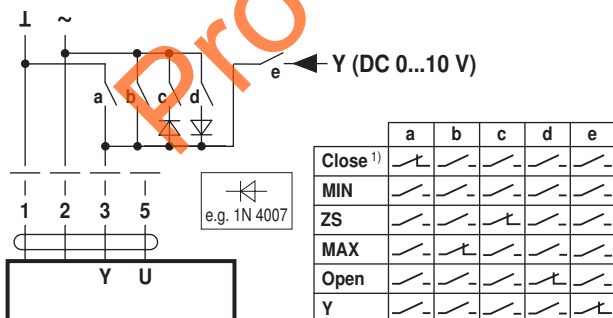 ⊥ ~
Y (DC 0...10 V)
e
a b c d
1 2 3 5
e.g. 1N 4007
Y U
a b c d e
Close 1)
MIN
ZS
MAX
Open
Y
Pro